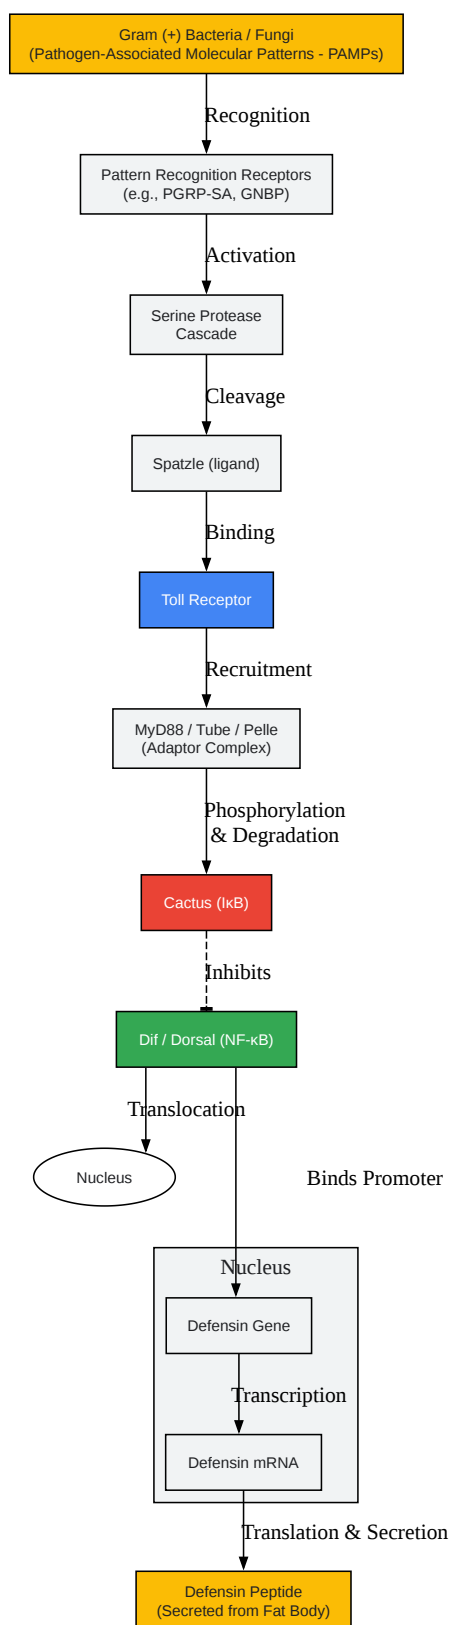 Gram (+) Bacteria / Fungi
(Pathogen-Associated Molecular Patterns - PAMPs)
Recognition
Pattern Recognition Receptors
(e.g., PGRP-SA, GNBP)
Activation
Serine Protease
Cascade
Cleavage
Spatzle (ligand)
Binding
Toll Receptor
Recruitment
MyD88 / Tube / Pelle
(Adaptor Complex)
Phosphorylation
& Degradation
Cactus (IκB)
Inhibits
Dif / Dorsal (NF-κB)
Translocation
Nucleus
Binds Promoter
Nucleus
Defensin Gene
Transcription
Defensin mRNA
Translation & Secretion
Defensin Peptide
(Secreted from Fat Body)